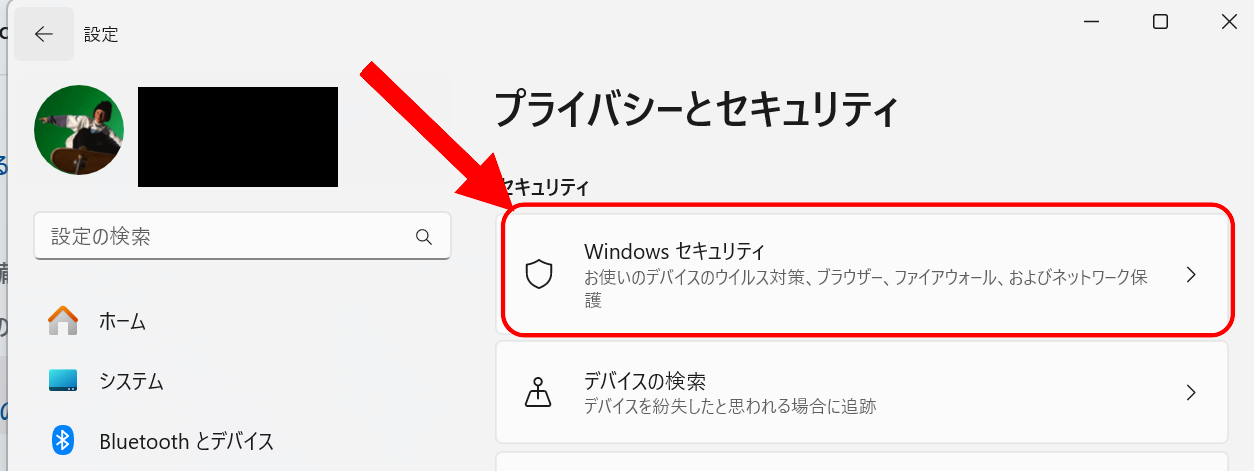 設定
プライバシーとセキュリティ
セキュリティ
設定の検索
Windows セキュリティ
お使いのデバイスのウイルス対策、ブラウザー、ファイアウォール、およびネットワーク保
護
ホーム
システム
デバイスの検索
デバイスを紛失したと思われる場合に追跡
Bluetooth とデバイス